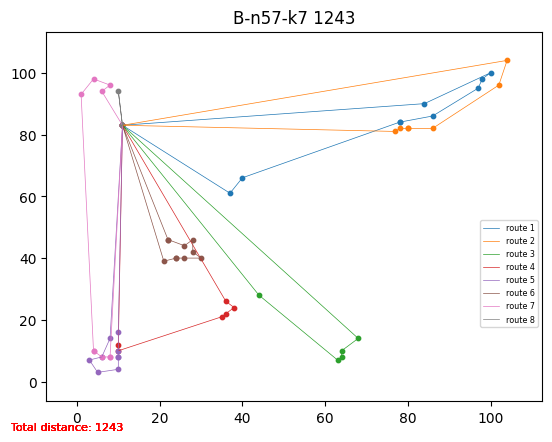 B-n57-k7 1243
100
80
60
40
20
0
0 20 40 60 80 100
route 1
route 2
route 3
route 4
route 5
route 6
route 7
route 8
Total distance: 1243